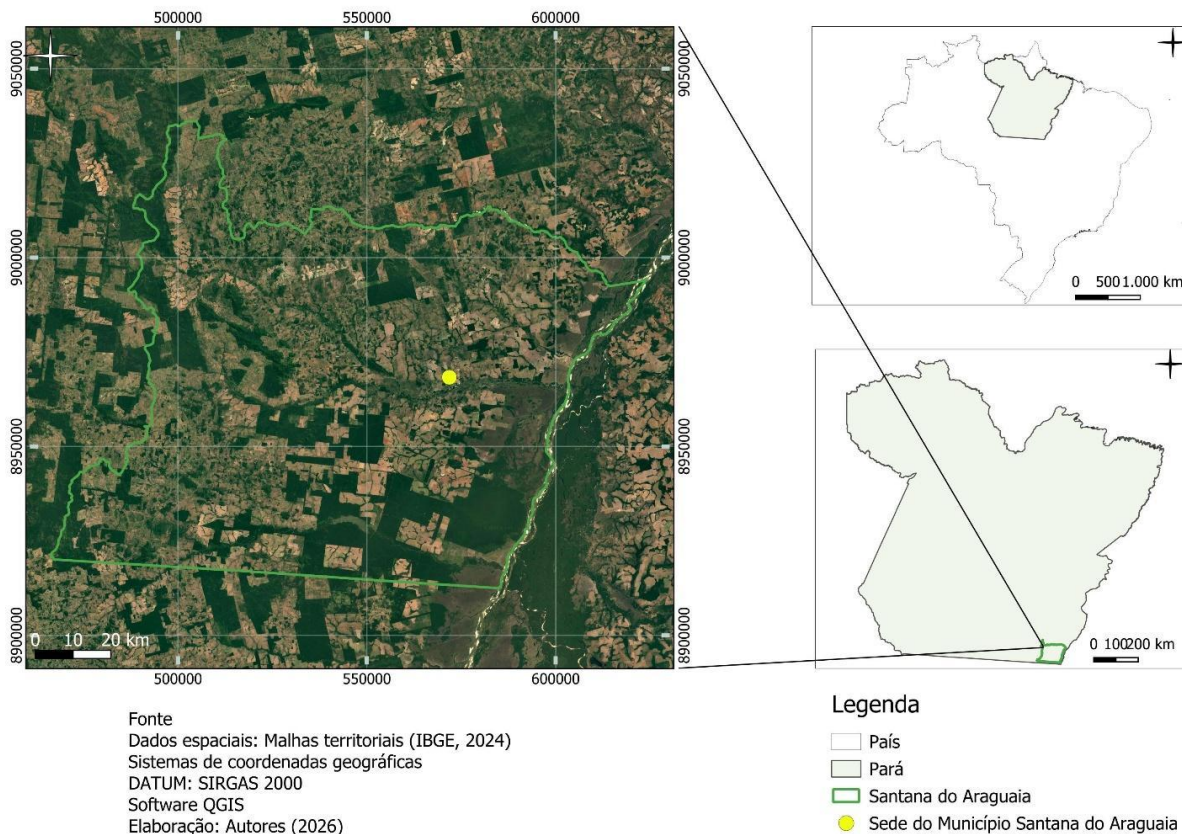 500000 550000 600000
9050000 9050000
9000000 9000000
8950000 8950000
8900000 8900000
0 10 20 km
500000 550000 600000
0 500 1.000 km
0 100 200 km
Fonte
Dados espaciais: Malhas territoriais (IBGE, 2024)
Sistemas de coordenadas geográficas
DATUM: SIRGAS 2000
Software QGIS
Elaboração: Autores (2026)
Legenda
País
Pará
Santana do Araguaia
Sede do Município Santana do Araguaia